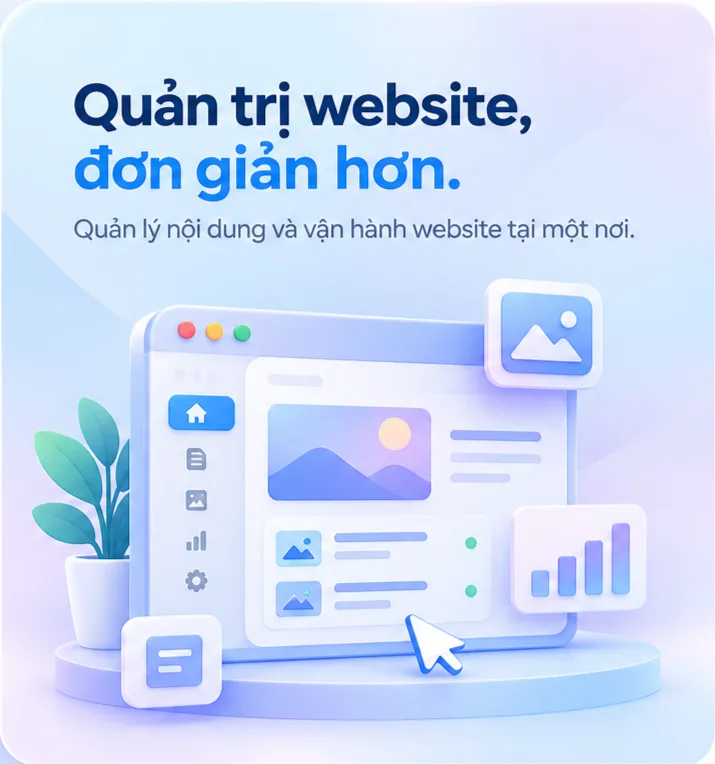 Quản trị website,
đơn giản hơn.
Quản lý nội dung và vận hành website tại một nơi.